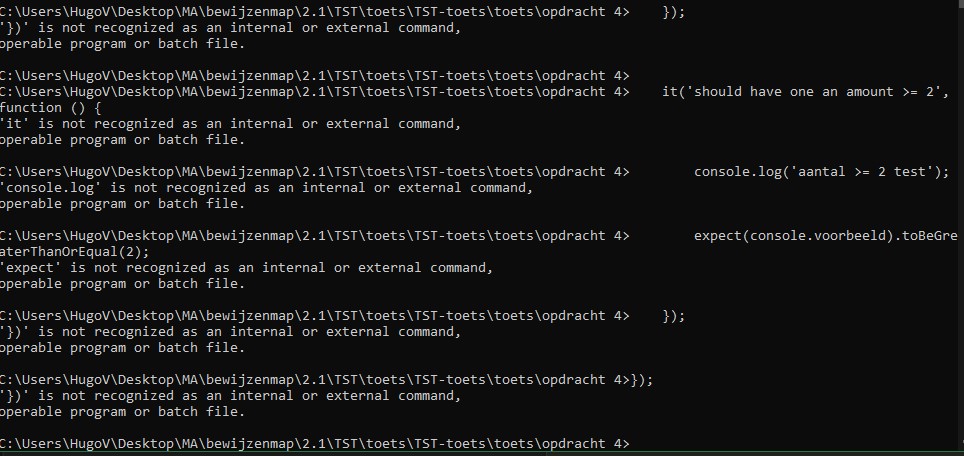 C:\Users\HugoV\Desktop\MA\bewijzenmap\2.1\TST\toets\TST-toets\toets\opdracht 4>    });
'})' is not recognized as an internal or external command,
operable program or batch file.
C:\Users\HugoV\Desktop\MA\bewijzenmap\2.1\TST\toets\TST-toets\toets\opdracht 4>
C:\Users\HugoV\Desktop\MA\bewijzenmap\2.1\TST\toets\TST-toets\toets\opdracht 4>    it('should have one an amount >= 2',
function () {
'it' is not recognized as an internal or external command,
operable program or batch file.
C:\Users\HugoV\Desktop\MA\bewijzenmap\2.1\TST\toets\TST-toets\toets\opdracht 4>        console.log('aantal >= 2 test');
'console.log' is not recognized as an internal or external command,
operable program or batch file.
C:\Users\HugoV\Desktop\MA\bewijzenmap\2.1\TST\toets\TST-toets\toets\opdracht 4>        expect(console.voorbeeld).toBeGre
aterThanOrEqual(2);
'expect' is not recognized as an internal or external command,
operable program or batch file.
C:\Users\HugoV\Desktop\MA\bewijzenmap\2.1\TST\toets\TST-toets\toets\opdracht 4>    });
'})' is not recognized as an internal or external command,
operable program or batch file.
C:\Users\HugoV\Desktop\MA\bewijzenmap\2.1\TST\toets\TST-toets\toets\opdracht 4>});
'})' is not recognized as an internal or external command,
operable program or batch file.
C:\Users\HugoV\Desktop\MA\bewijzenmap\2.1\TST\toets\TST-toets\toets\opdracht 4>